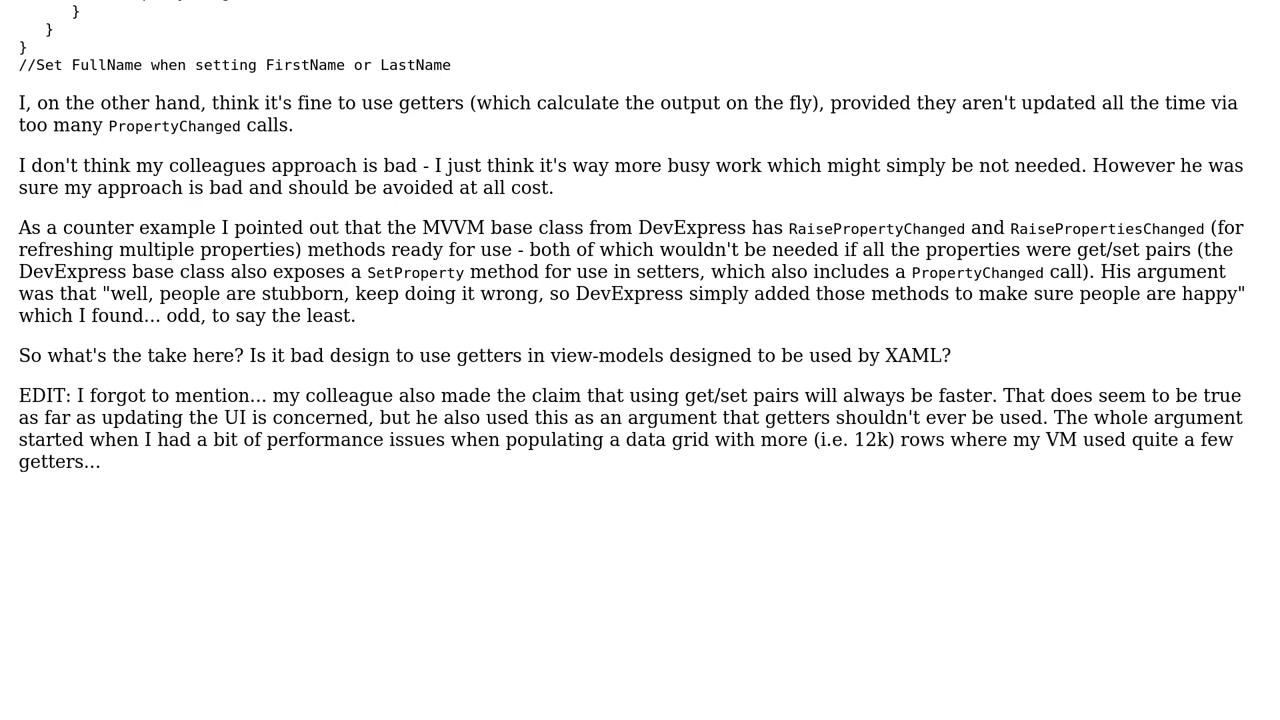 }
}
}
//Set FullName when setting FirstName or LastName
I, on the other hand, think it's fine to use getters (which calculate the output on the fly), provided they aren't updated all the time via
too many PropertyChanged calls.
I don't think my colleagues approach is bad - I just think it's way more busy work which might simply be not needed. However he was
sure my approach is bad and should be avoided at all cost.
As a counter example I pointed out that the MVVM base class from DevExpress has RaisePropertyChanged and RaisePropertiesChanged (for
refreshing multiple properties) methods ready for use - both of which wouldn't be needed if all the properties were get/set pairs (the
DevExpress base class also exposes a SetProperty method for use in setters, which also includes a PropertyChanged call). His argument
was that "well, people are stubborn, keep doing it wrong, so DevExpress simply added those methods to make sure people are happy"
which I found... odd, to say the least.
So what's the take here? Is it bad design to use getters in view-models designed to be used by XAML?
EDIT: I forgot to mention... my colleague also made the claim that using get/set pairs will always be faster. That does seem to be true
as far as updating the UI is concerned, but he also used this as an argument that getters shouldn't ever be used. The whole argument
started when I had a bit of performance issues when populating a data grid with more (i.e. 12k) rows where my VM used quite a few
getters...